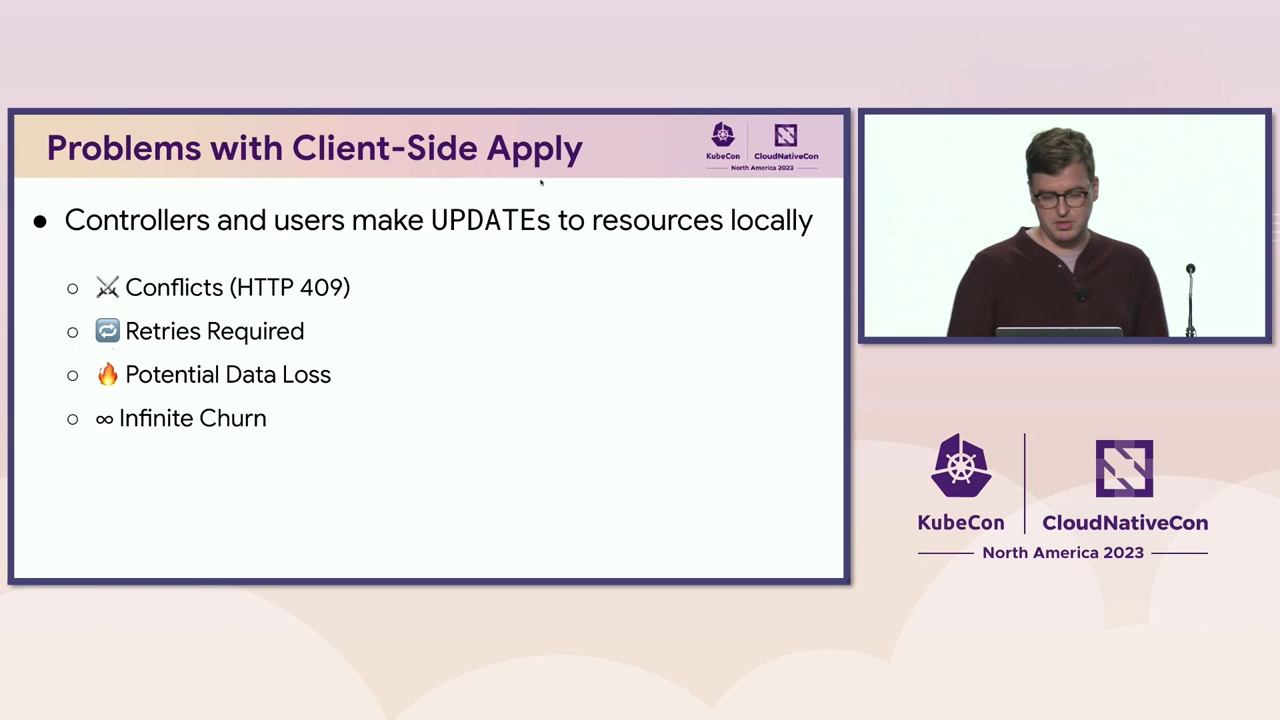 Problems with Client-Side Apply
KubeCon
CloudNativeCon
North America 2023
● Controllers and users make UPDATEs to resources locally
○ ⚔ Conflicts (HTTP 409)
○ 🔁 Retries Required
○ 🔥 Potential Data Loss
○ ∞ Infinite Churn
KubeCon
CloudNativeCon
North America 2023